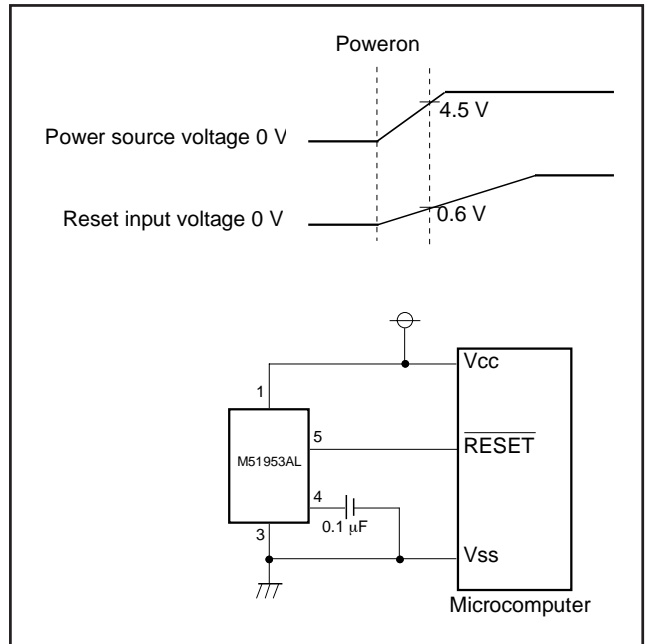 Poweron
4.5 V
Power source voltage 0 V
0.6 V
Reset input voltage 0 V
Vcc
1
5
RESET
M51953AL
4
0.1 µF
3
Vss
Microcomputer